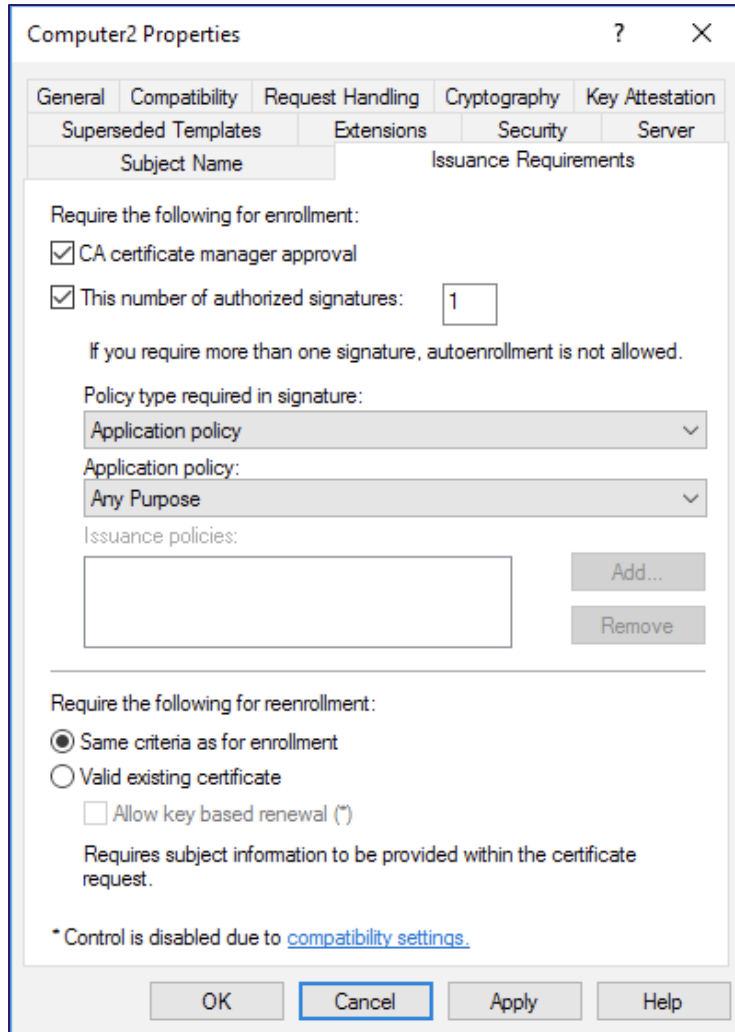 Computer2 Properties ?
General Compatibility Request Handling Cryptography Key Attestation
Superseded Templates Extensions Security Server
Subject Name Issuance Requirements
Require the following for enrollment:
CA certificate manager approval
This number of authorized signatures: 1
If you require more than one signature, autoenrollment is not allowed.
Policy type required in signature:
Application policy
Application policy:
Any Purpose
Issuance policies:
Add...
Remove
Require the following for reenrollment:
Same criteria as for enrollment
Valid existing certificate
Allow key based renewal (*)
Requires subject information to be provided within the certificate
request.
* Control is disabled due to compatibility settings.
OK Cancel Apply Help